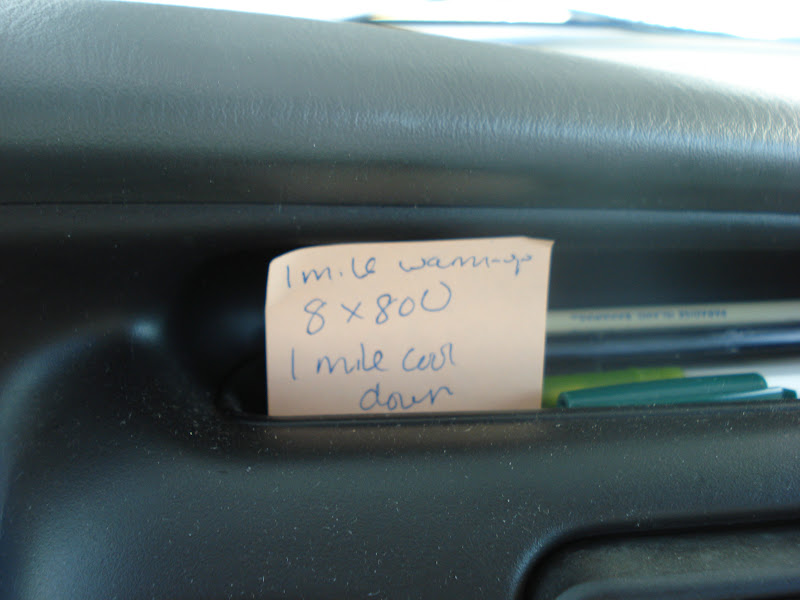 1 mile warm-up
8 x 800
1 mile cool
down